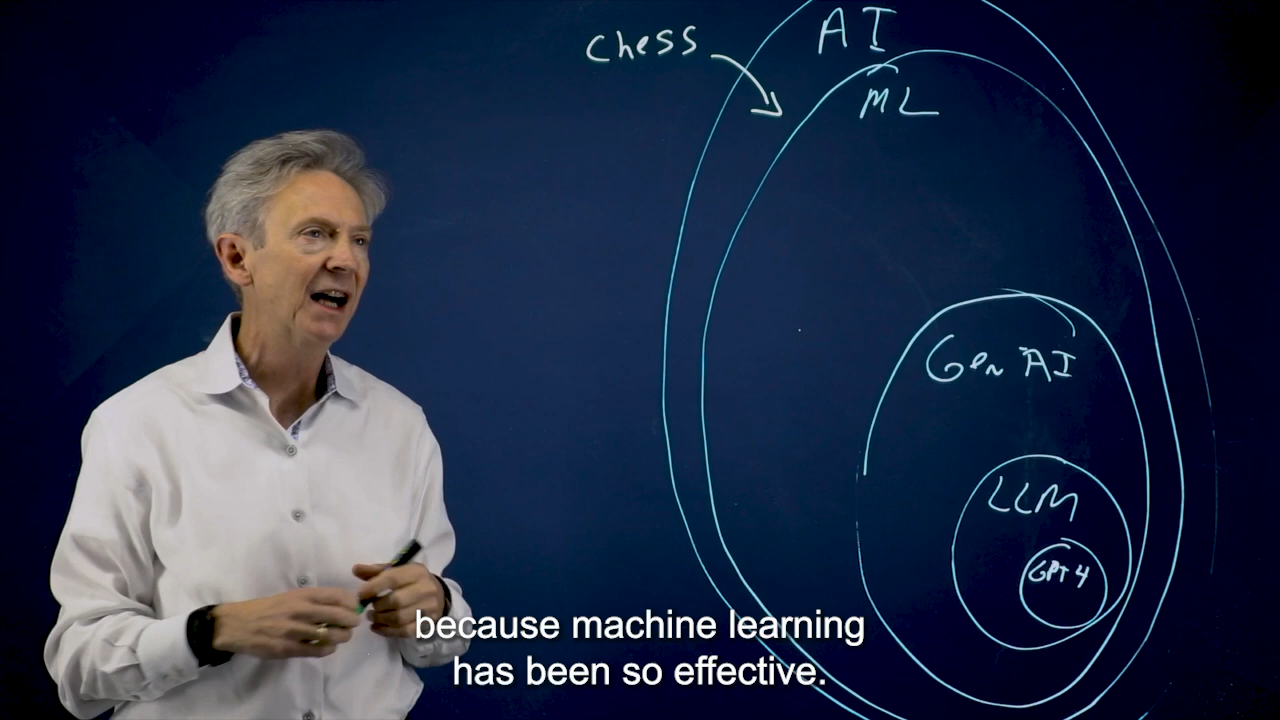 Chess
AI
ML
Gen AI
LLM
GPT 4
because machine learning
has been so effective.